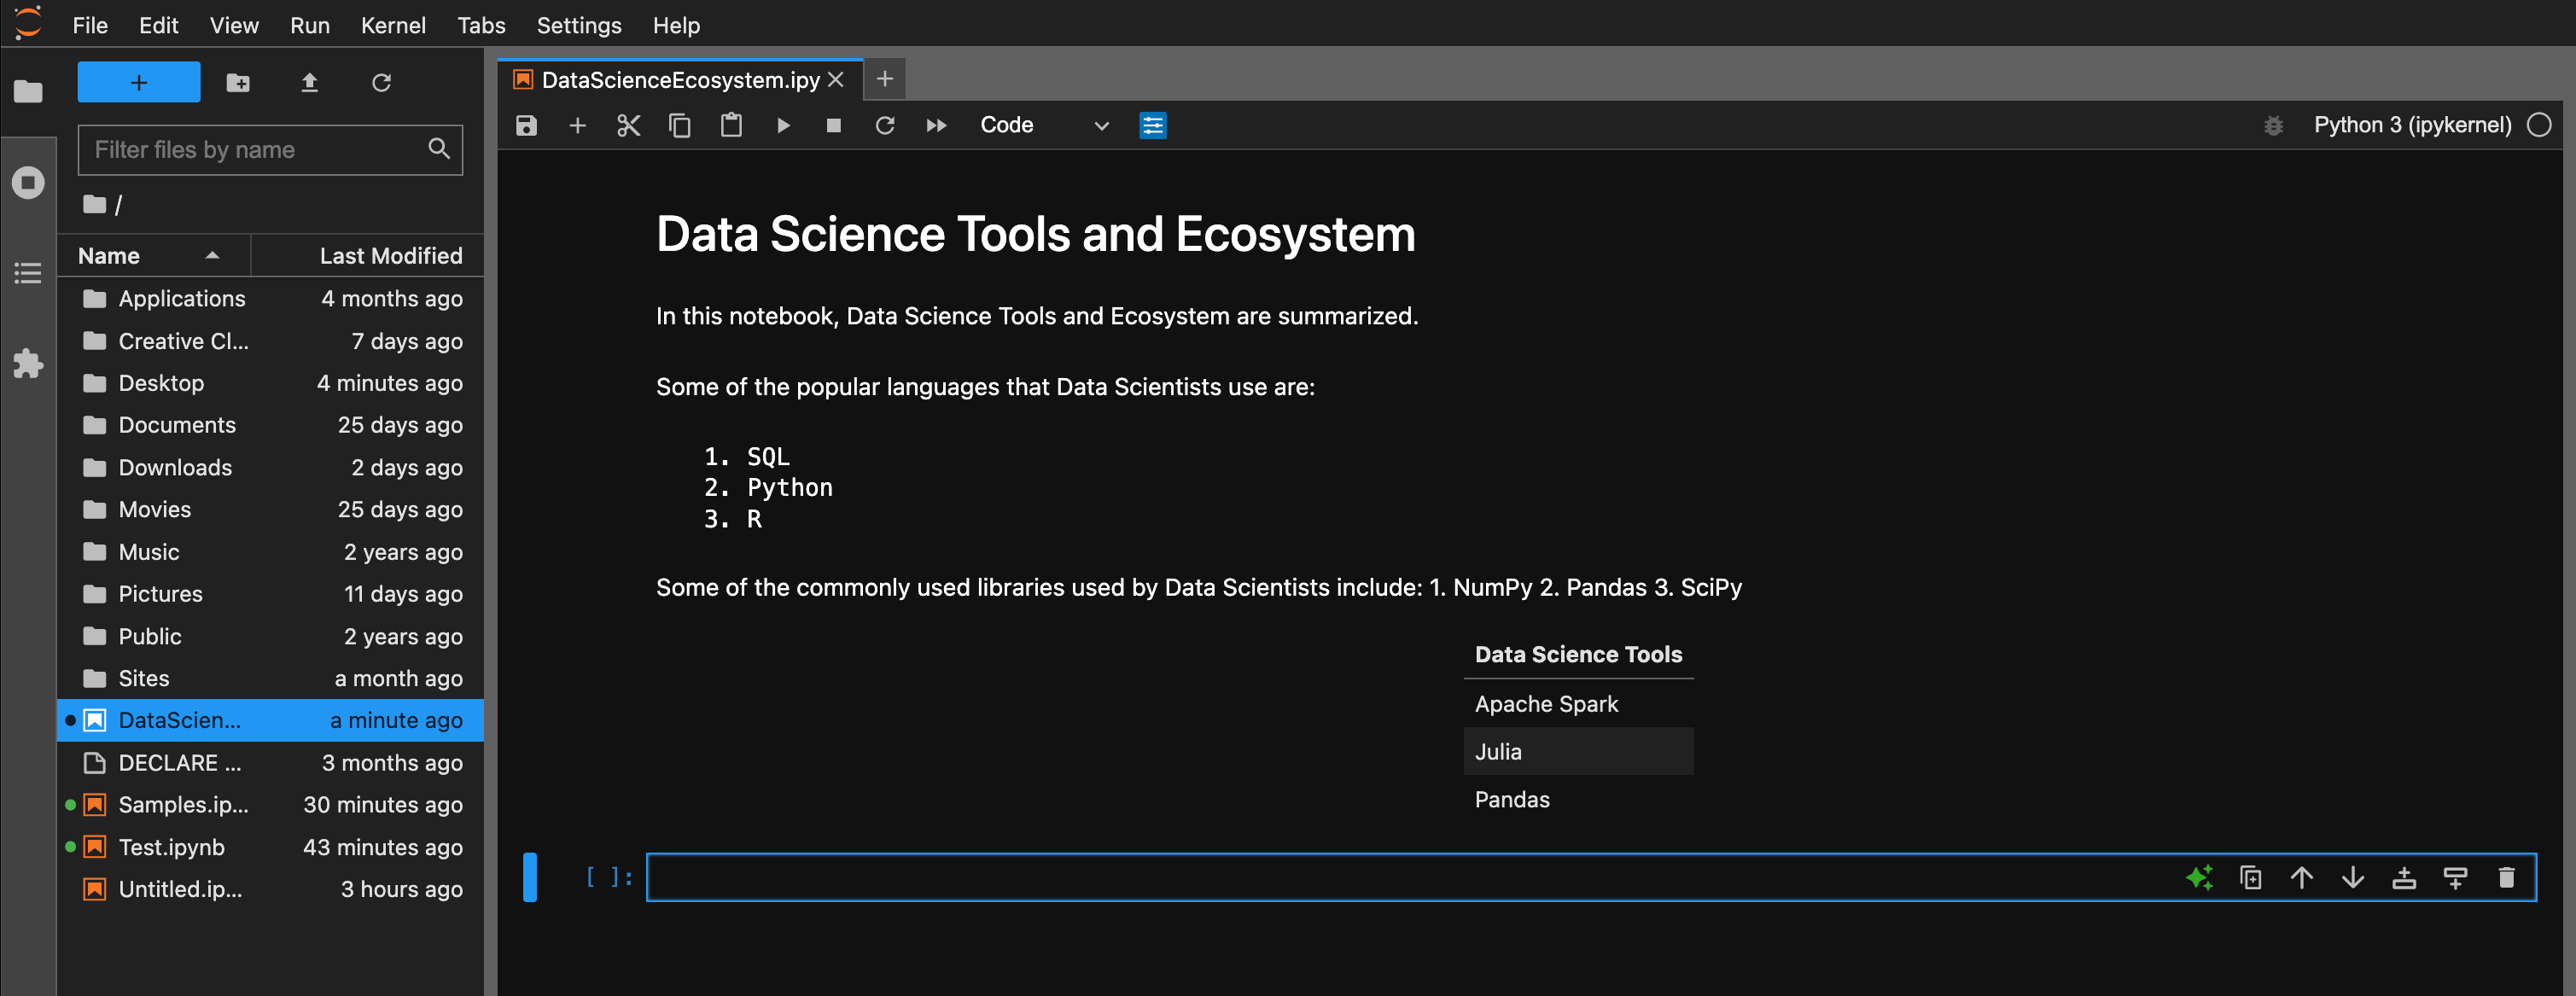 File Edit View Run Kernel Tabs Settings Help
DataScienceEcosystem.ipy
Filter files by name
Code
Python 3 (ipykernel)
/
Name Last Modified
Applications 4 months ago
Creative Cl... 7 days ago
Desktop 4 minutes ago
Documents 25 days ago
Downloads 2 days ago
Movies 25 days ago
Music 2 years ago
Pictures 11 days ago
Public 2 years ago
Sites a month ago
DataScien... a minute ago
DECLARE ... 3 months ago
Samples.ip... 30 minutes ago
Test.ipynb 43 minutes ago
Untitled.ip... 3 hours ago
Data Science Tools and Ecosystem
In this notebook, Data Science Tools and Ecosystem are summarized.
Some of the popular languages that Data Scientists use are:
1. SQL
2. Python
3. R
Some of the commonly used libraries used by Data Scientists include: 1. NumPy 2. Pandas 3. SciPy
Data Science Tools
Apache Spark
Julia
Pandas
[ ]: